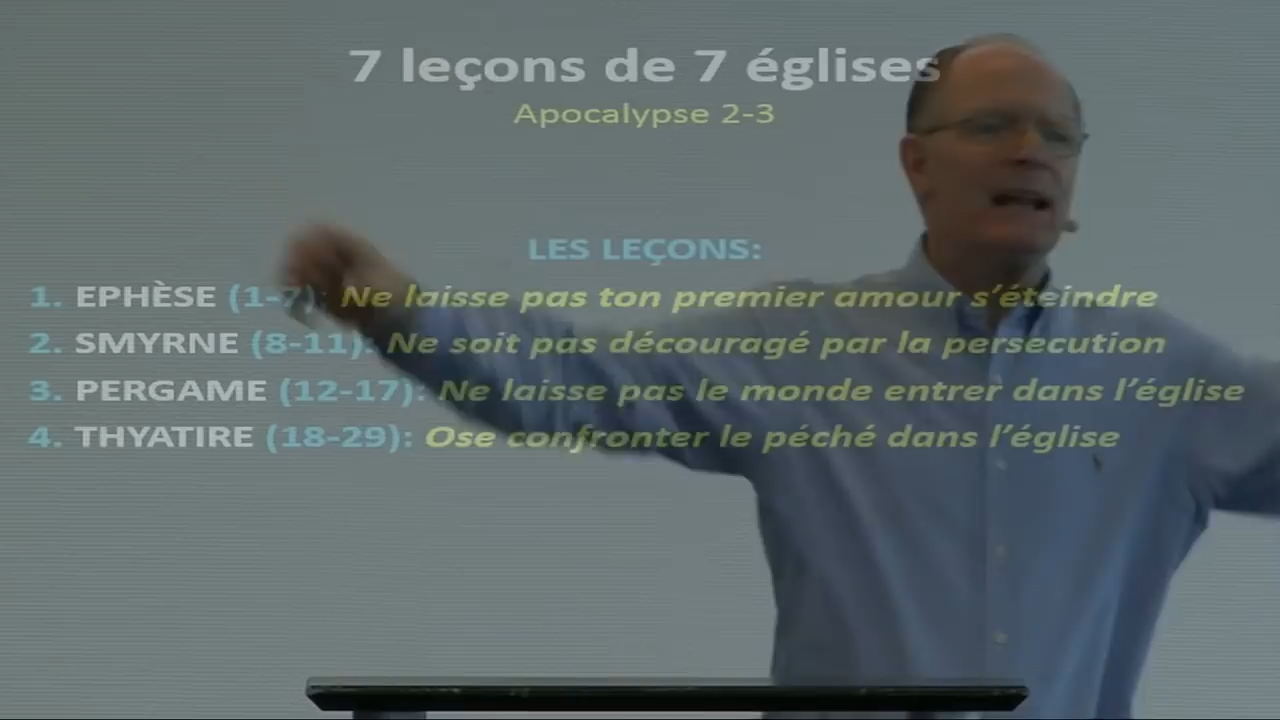 7 leçons de 7 églises
Apocalypse 2-3
LES LEÇONS:
1. EPHÈSE (1-7): Ne laisse pas ton premier amour s’éteindre
2. SMYRNE (8-11): Ne soit pas découragé par la persecution
3. PERGAME (12-17): Ne laisse pas le monde entrer dans l’église
4. THYATIRE (18-29): Ose confronter le péché dans l’église